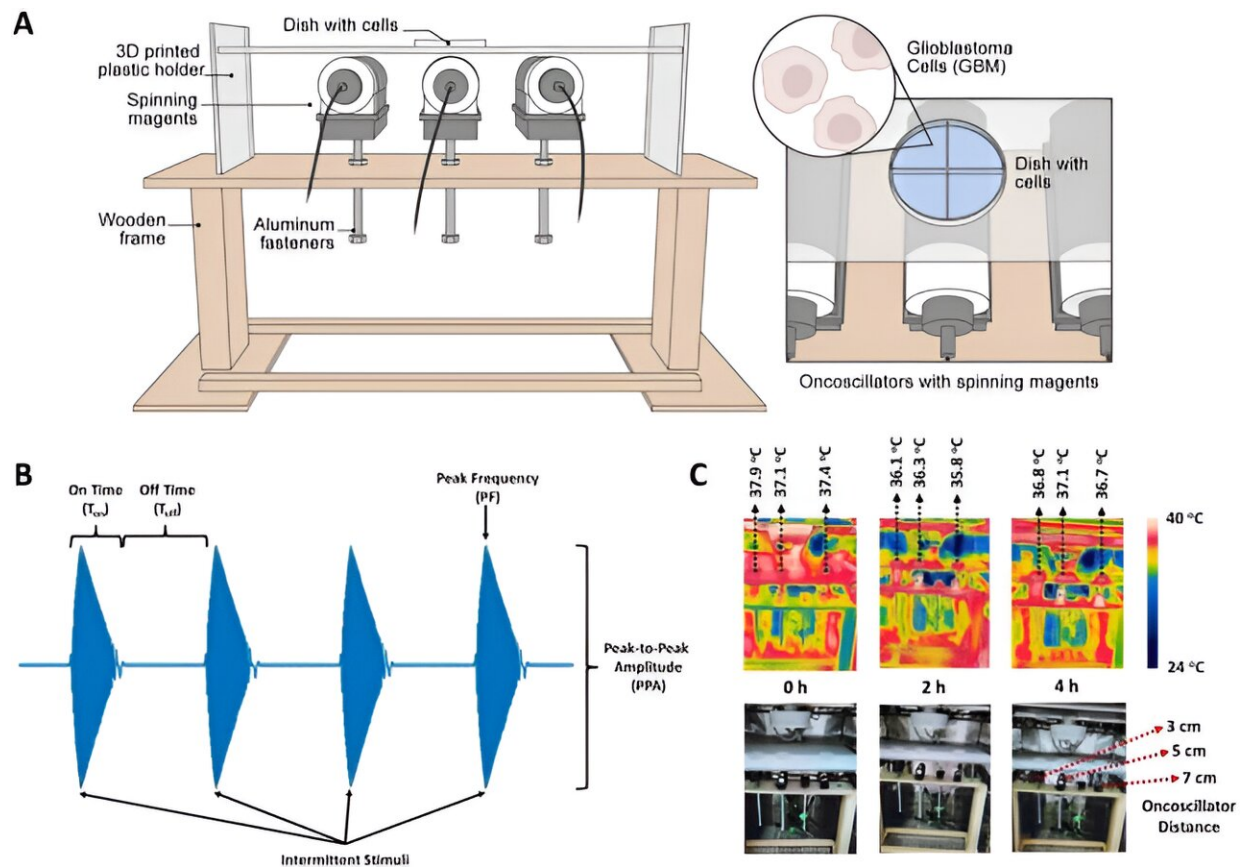 A
Dish with cells
3D printed
plastic holder
Spinning
magents
Wooden
frame
Aluminum
fasteners
Glioblastoma
Cells (GBM)
Dish with
cells
Oncoscillators with spinning magents
B
On Time
Off Time
Peak Frequency
(PF)
Peak-to-Peak
Amplitude
(PPA)
Intermittent Stimuli
C
37.9 °C
37.1 °C
37.4 °C
36.1 °C
36.3 °C
35.8 °C
36.8 °C
37.1 °C
36.7 °C
40 °C
24 °C
0 h
2 h
4 h
3 cm
5 cm
7 cm
Oncoscillator
Distance